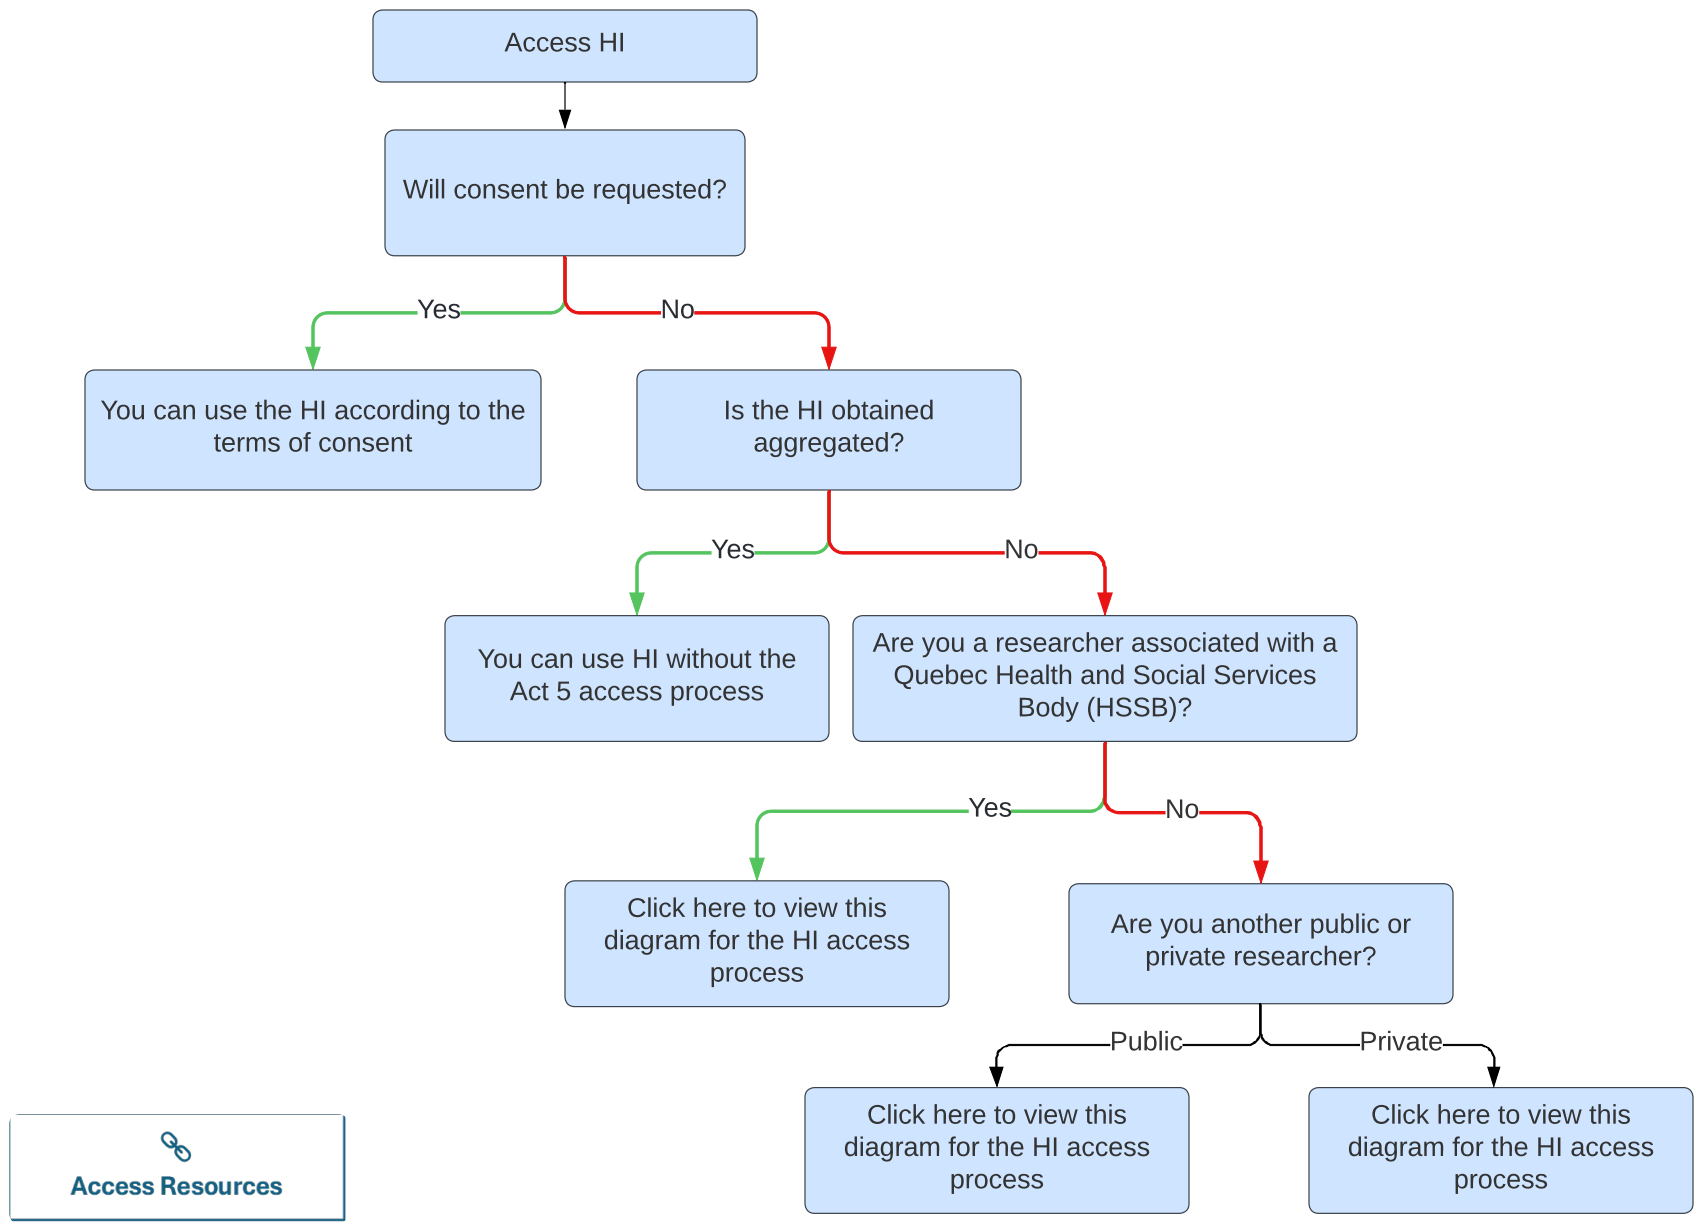 Access HI
Will consent be requested?
Yes
No
You can use the HI according to the
terms of consent
Is the HI obtained
aggregated?
Yes
No
You can use HI without the
Act 5 access process
Are you a researcher associated with a
Quebec Health and Social Services
Body (HSSB)?
Yes
No
Click here to view this
diagram for the HI access
process
Are you another public or
private researcher?
Public
Private
Click here to view this
diagram for the HI access
process
Click here to view this
diagram for the HI access
process
Access Resources